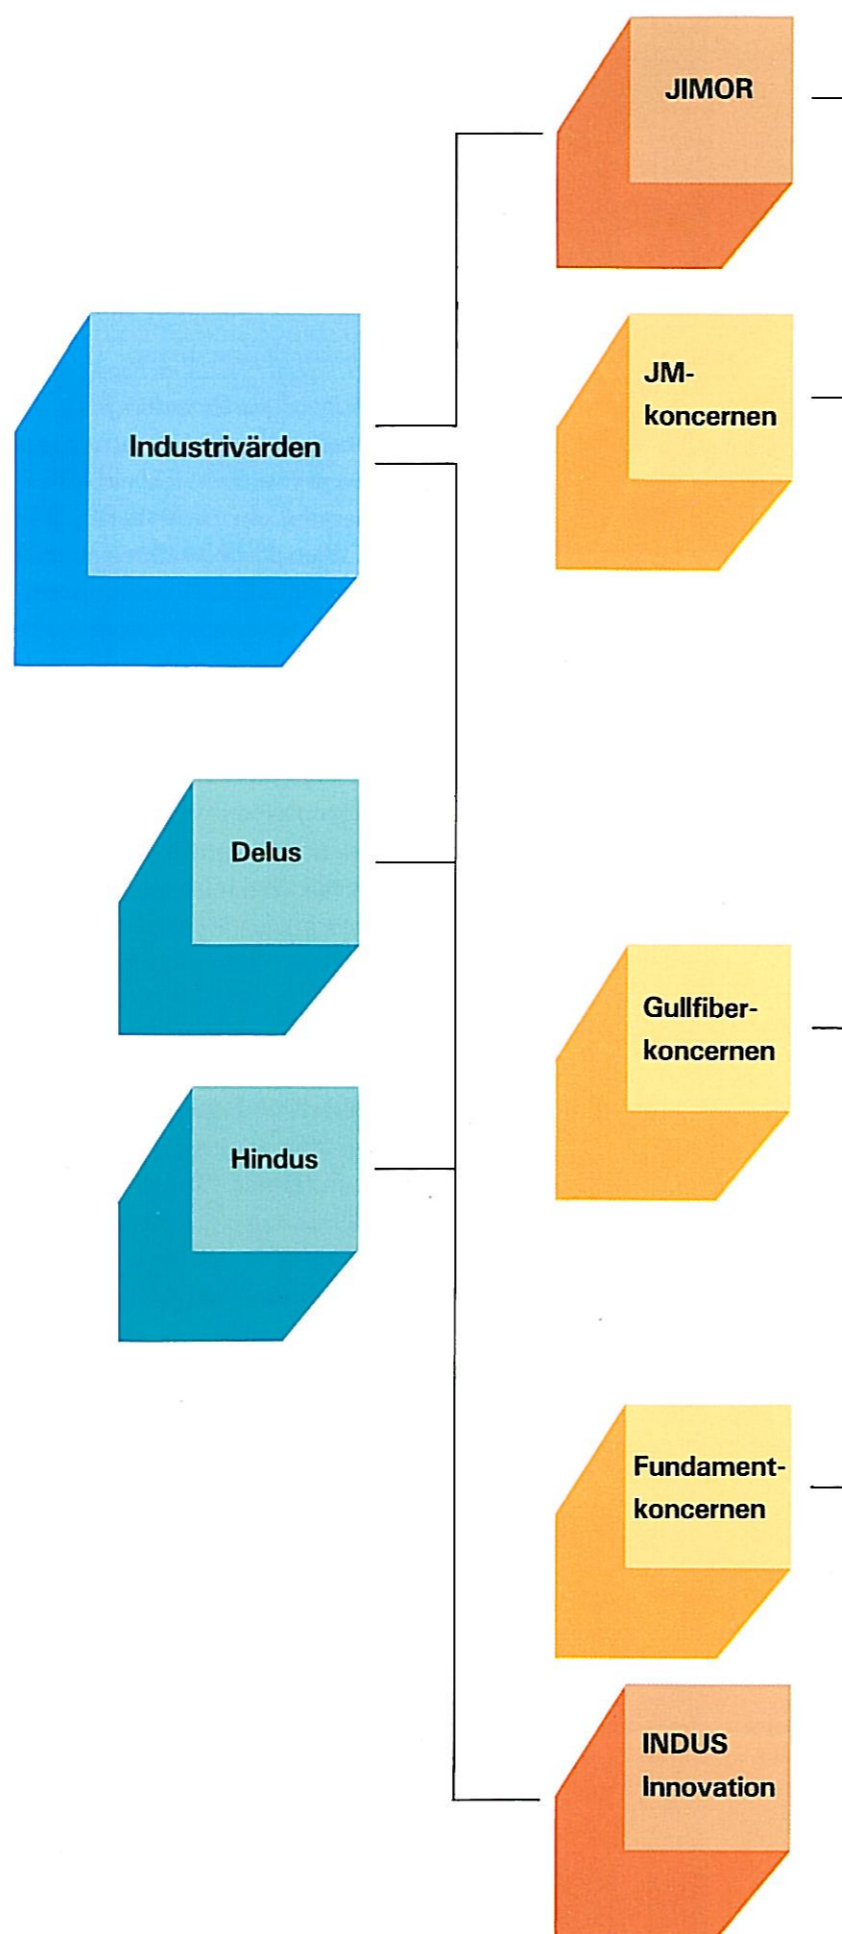 JIMOR
JM-
koncernen
Industrivärden
Delus
Gullfiber-
koncernen
Hindus
Fundament-
koncernen
INDUS
Innovation